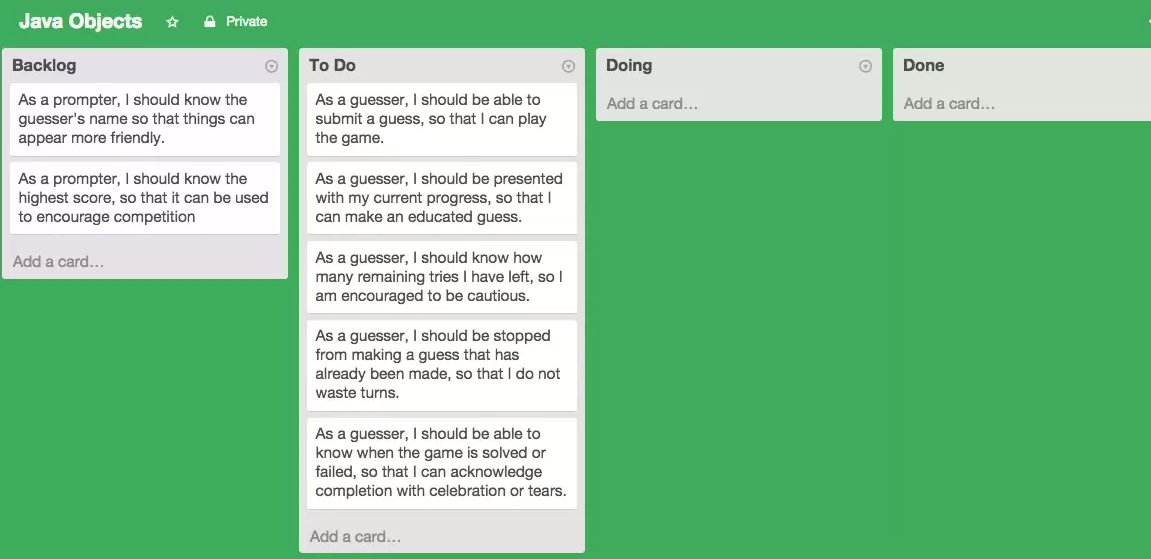 Java Objects
Private
Backlog
As a prompter, I should know the
guesser's name so that things can
appear more friendly.
As a prompter, I should know the
highest score, so that it can be used
to encourage competition
Add a card...
To Do
As a guesser, I should be able to
submit a guess, so that I can play
the game.
As a guesser, I should be presented
with my current progress, so that I
can make an educated guess.
As a guesser, I should know how
many remaining tries I have left, so I
am encouraged to be cautious.
As a guesser, I should be stopped
from making a guess that has
already been made, so that I do not
waste turns.
As a guesser, I should be able to
know when the game is solved or
failed, so that I can acknowledge
completion with celebration or tears.
Add a card...
Doing
Add a card...
Done
Add a card...